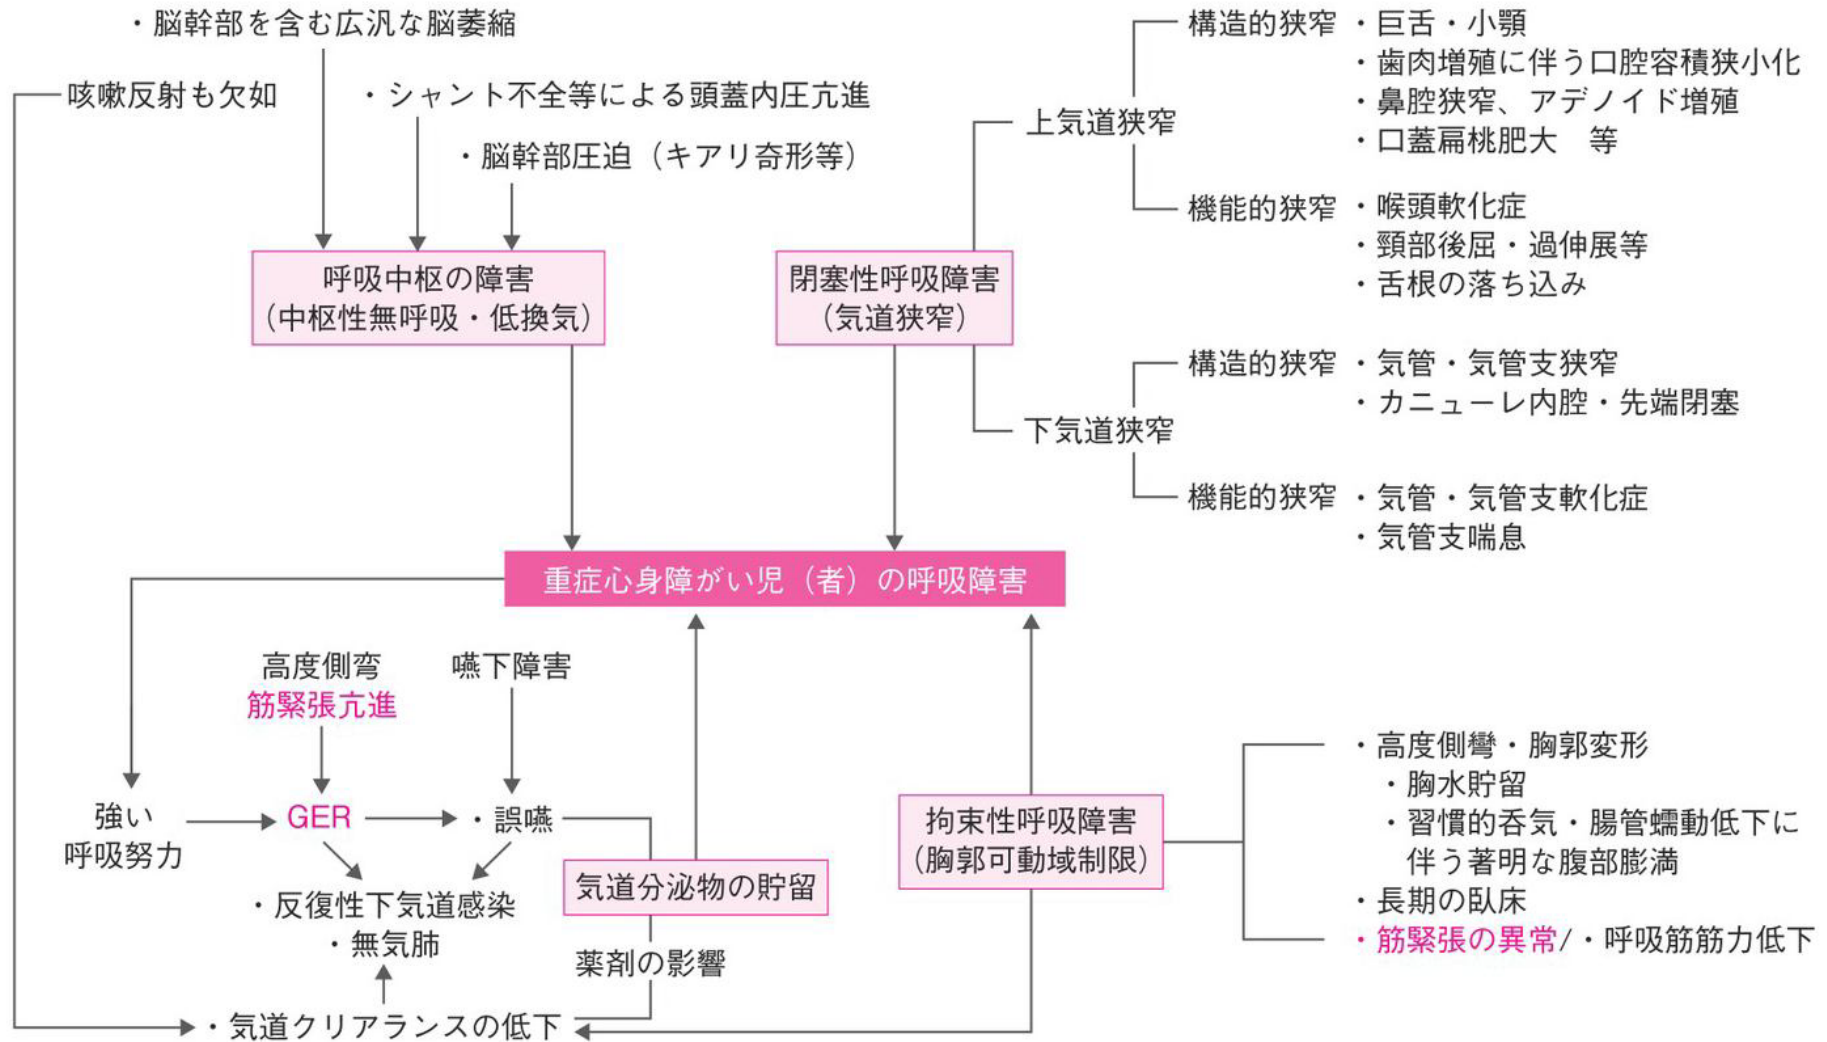 ・脳幹部を含む広汎な脳萎縮
咳嗽反射も欠如
・シャント不全等による頭蓋内圧亢進
・脳幹部圧迫（キアリ奇形等）
呼吸中枢の障害
（中枢性無呼吸・低換気）
閉塞性呼吸障害
（気道狭窄）
上気道狭窄
構造的狭窄
・巨舌・小顎
・歯肉増殖に伴う口腔容積狭小化
・鼻腔狭窄、アデノイド増殖
・口蓋扁桃肥大　等
機能的狭窄
・喉頭軟化症
・頸部後屈・過伸展等
・舌根の落ち込み
下気道狭窄
構造的狭窄
・気管・気管支狭窄
・カニューレ内腔・先端閉塞
機能的狭窄
・気管・気管支軟化症
・気管支喘息
重症心身障がい児（者）の呼吸障害
高度側弯
筋緊張亢進
嚥下障害
強い
呼吸努力
GER
・誤嚥
・反復性下気道感染
・無気肺
気道分泌物の貯留
薬剤の影響
・気道クリアランスの低下
拘束性呼吸障害
（胸郭可動域制限）
・高度側彎・胸郭変形
・胸水貯留
・習慣的呑気・腸管蠕動低下に
伴う著明な腹部膨満
・長期の臥床
・筋緊張の異常/・呼吸筋筋力低下